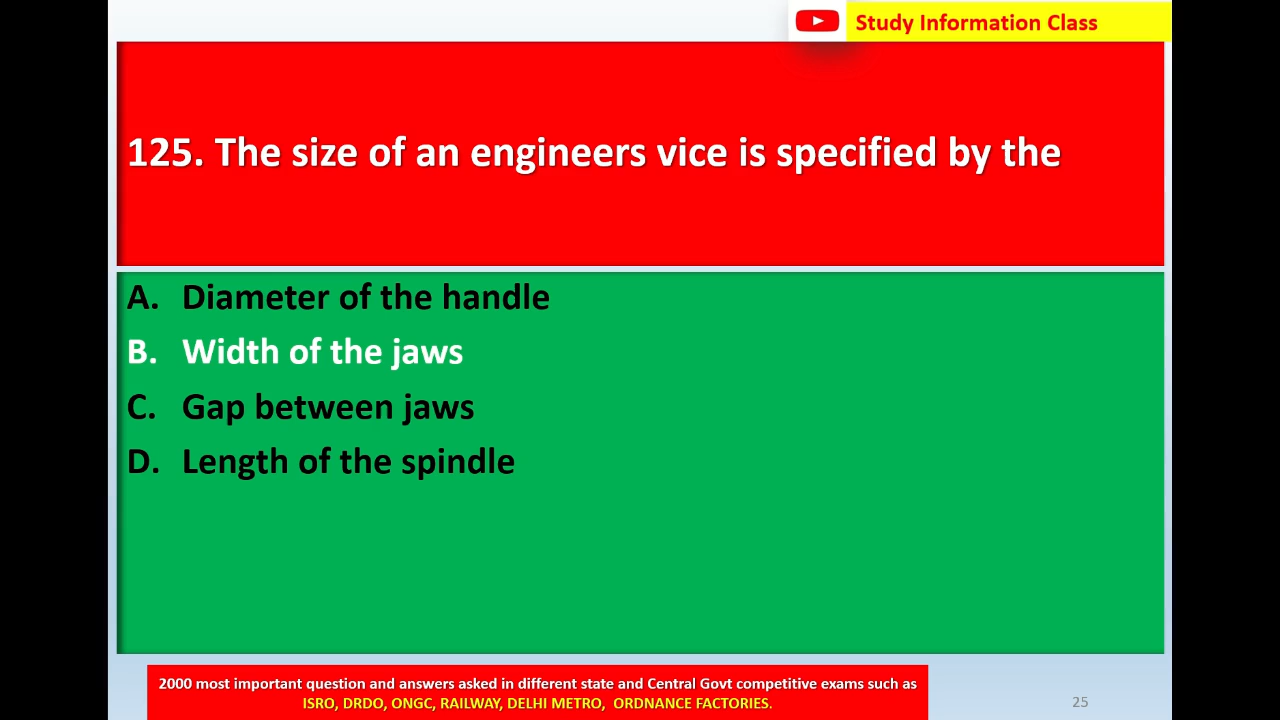 Study Information Class
125. The size of an engineers vice is specified by the
A. Diameter of the handle
B. Width of the jaws
C. Gap between jaws
D. Length of the spindle
2000 most important question and answers asked in different state and Central Govt competitive exams such as
ISRO, DRDO, ONGC, RAILWAY, DELHI METRO, ORDNANCE FACTORIES.
25